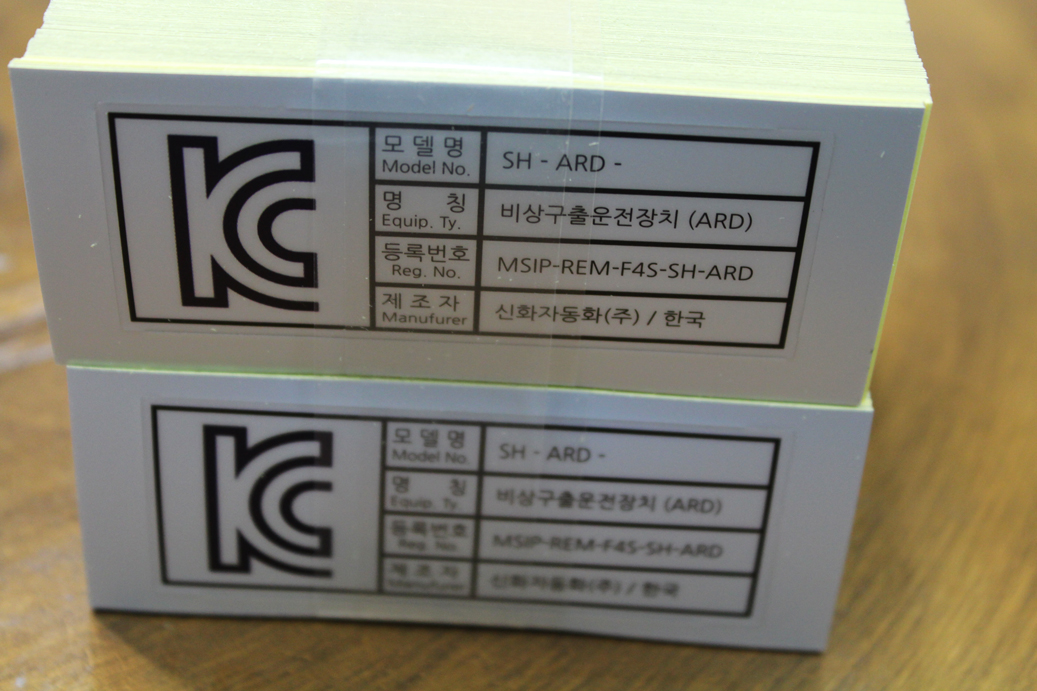 KC
모 델 명
Model No.
SH - ARD -
명 칭
Equip. Ty.
비상구출운전장치 (ARD)
등록번호
Reg. No.
MSIP-REM-F4S-SH-ARD
제 조 자
Manufurer
신화자동화(주) / 한국
KC
모 델 명
Model No.
SH - ARD -
명 칭
Equip. Ty.
비상구출운전장치 (ARD)
등록번호
Reg. No.
MSIP-REM-F4S-SH-ARD
제 조 자
Manufurer
신화자동화(주) / 한국